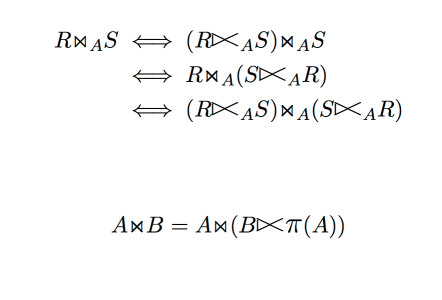 R⋈_A S ⟺ (R⋉_A S)⋈_A S
⟺ R⋈_A (S⋉_A R)
⟺ (R⋉_A S)⋈_A (S⋉_A R)
A⋈B = A⋈(B⋉π(A))